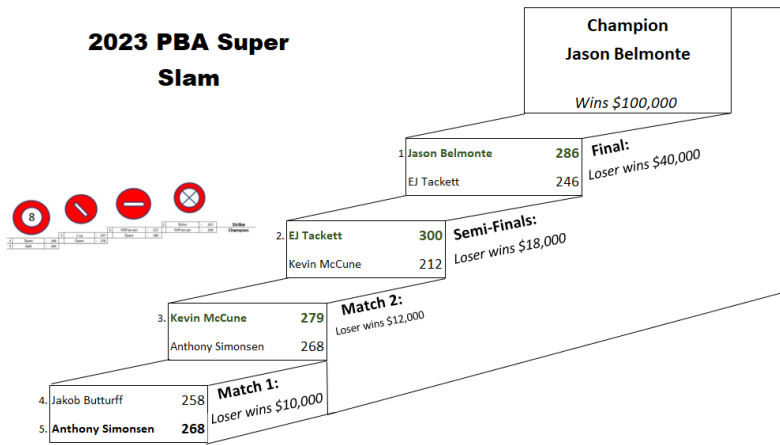 2023 PBA Super
Slam
Champion
Jason Belmonte
Wins $100,000
1 Jason Belmonte 286
EJ Tackett 246
Final:
Loser wins $40,000
8
Strike
Champion
2. EJ Tackett 300
Kevin McCune 212
Semi-Finals:
Loser wins $18,000
3. Kevin McCune 279
Anthony Simonsen 268
Match 2:
Loser wins $12,000
4. Jakob Butturff 258
5. Anthony Simonsen 268
Match 1:
Loser wins $10,000